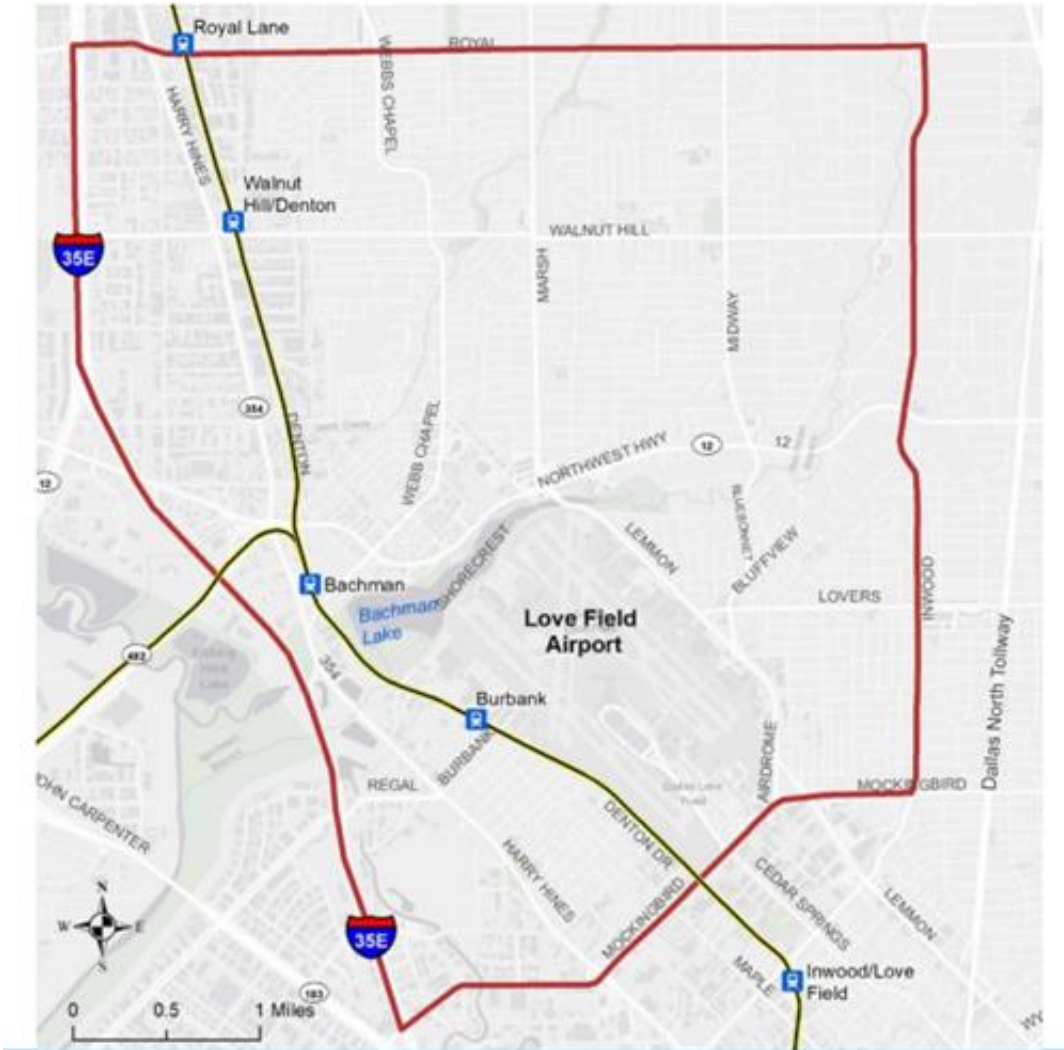 Royal Lane
ROYAL
WEBBS CHAPEL
HARRY HINES
Walnut
Hill/Denton
WALNUT HILL
35E
MARSH
MIDWAY
354
DENTON
WEBB CHAPEL
NORTHWEST HWY
12
12
12
BLUEBONNET
BLUFFVIEW
LEMMON
SHORECREST
Bachman
Bachman
Lake
LOVERS
INWOOD
Love Field
Airport
Dallas North Tollway
482
354
Burbank
BURBANK
REGAL
AIRDROME
MOCKINGBIRD
JOHN CARPENTER
DENTON DR
HARRY HINES
CEDAR SPRINGS
LEMMON
MOCKINGBIRD
MAPLE
Inwood/Love
Field
N
W
E
S
35E
183
0 0.5 1 Miles
WY